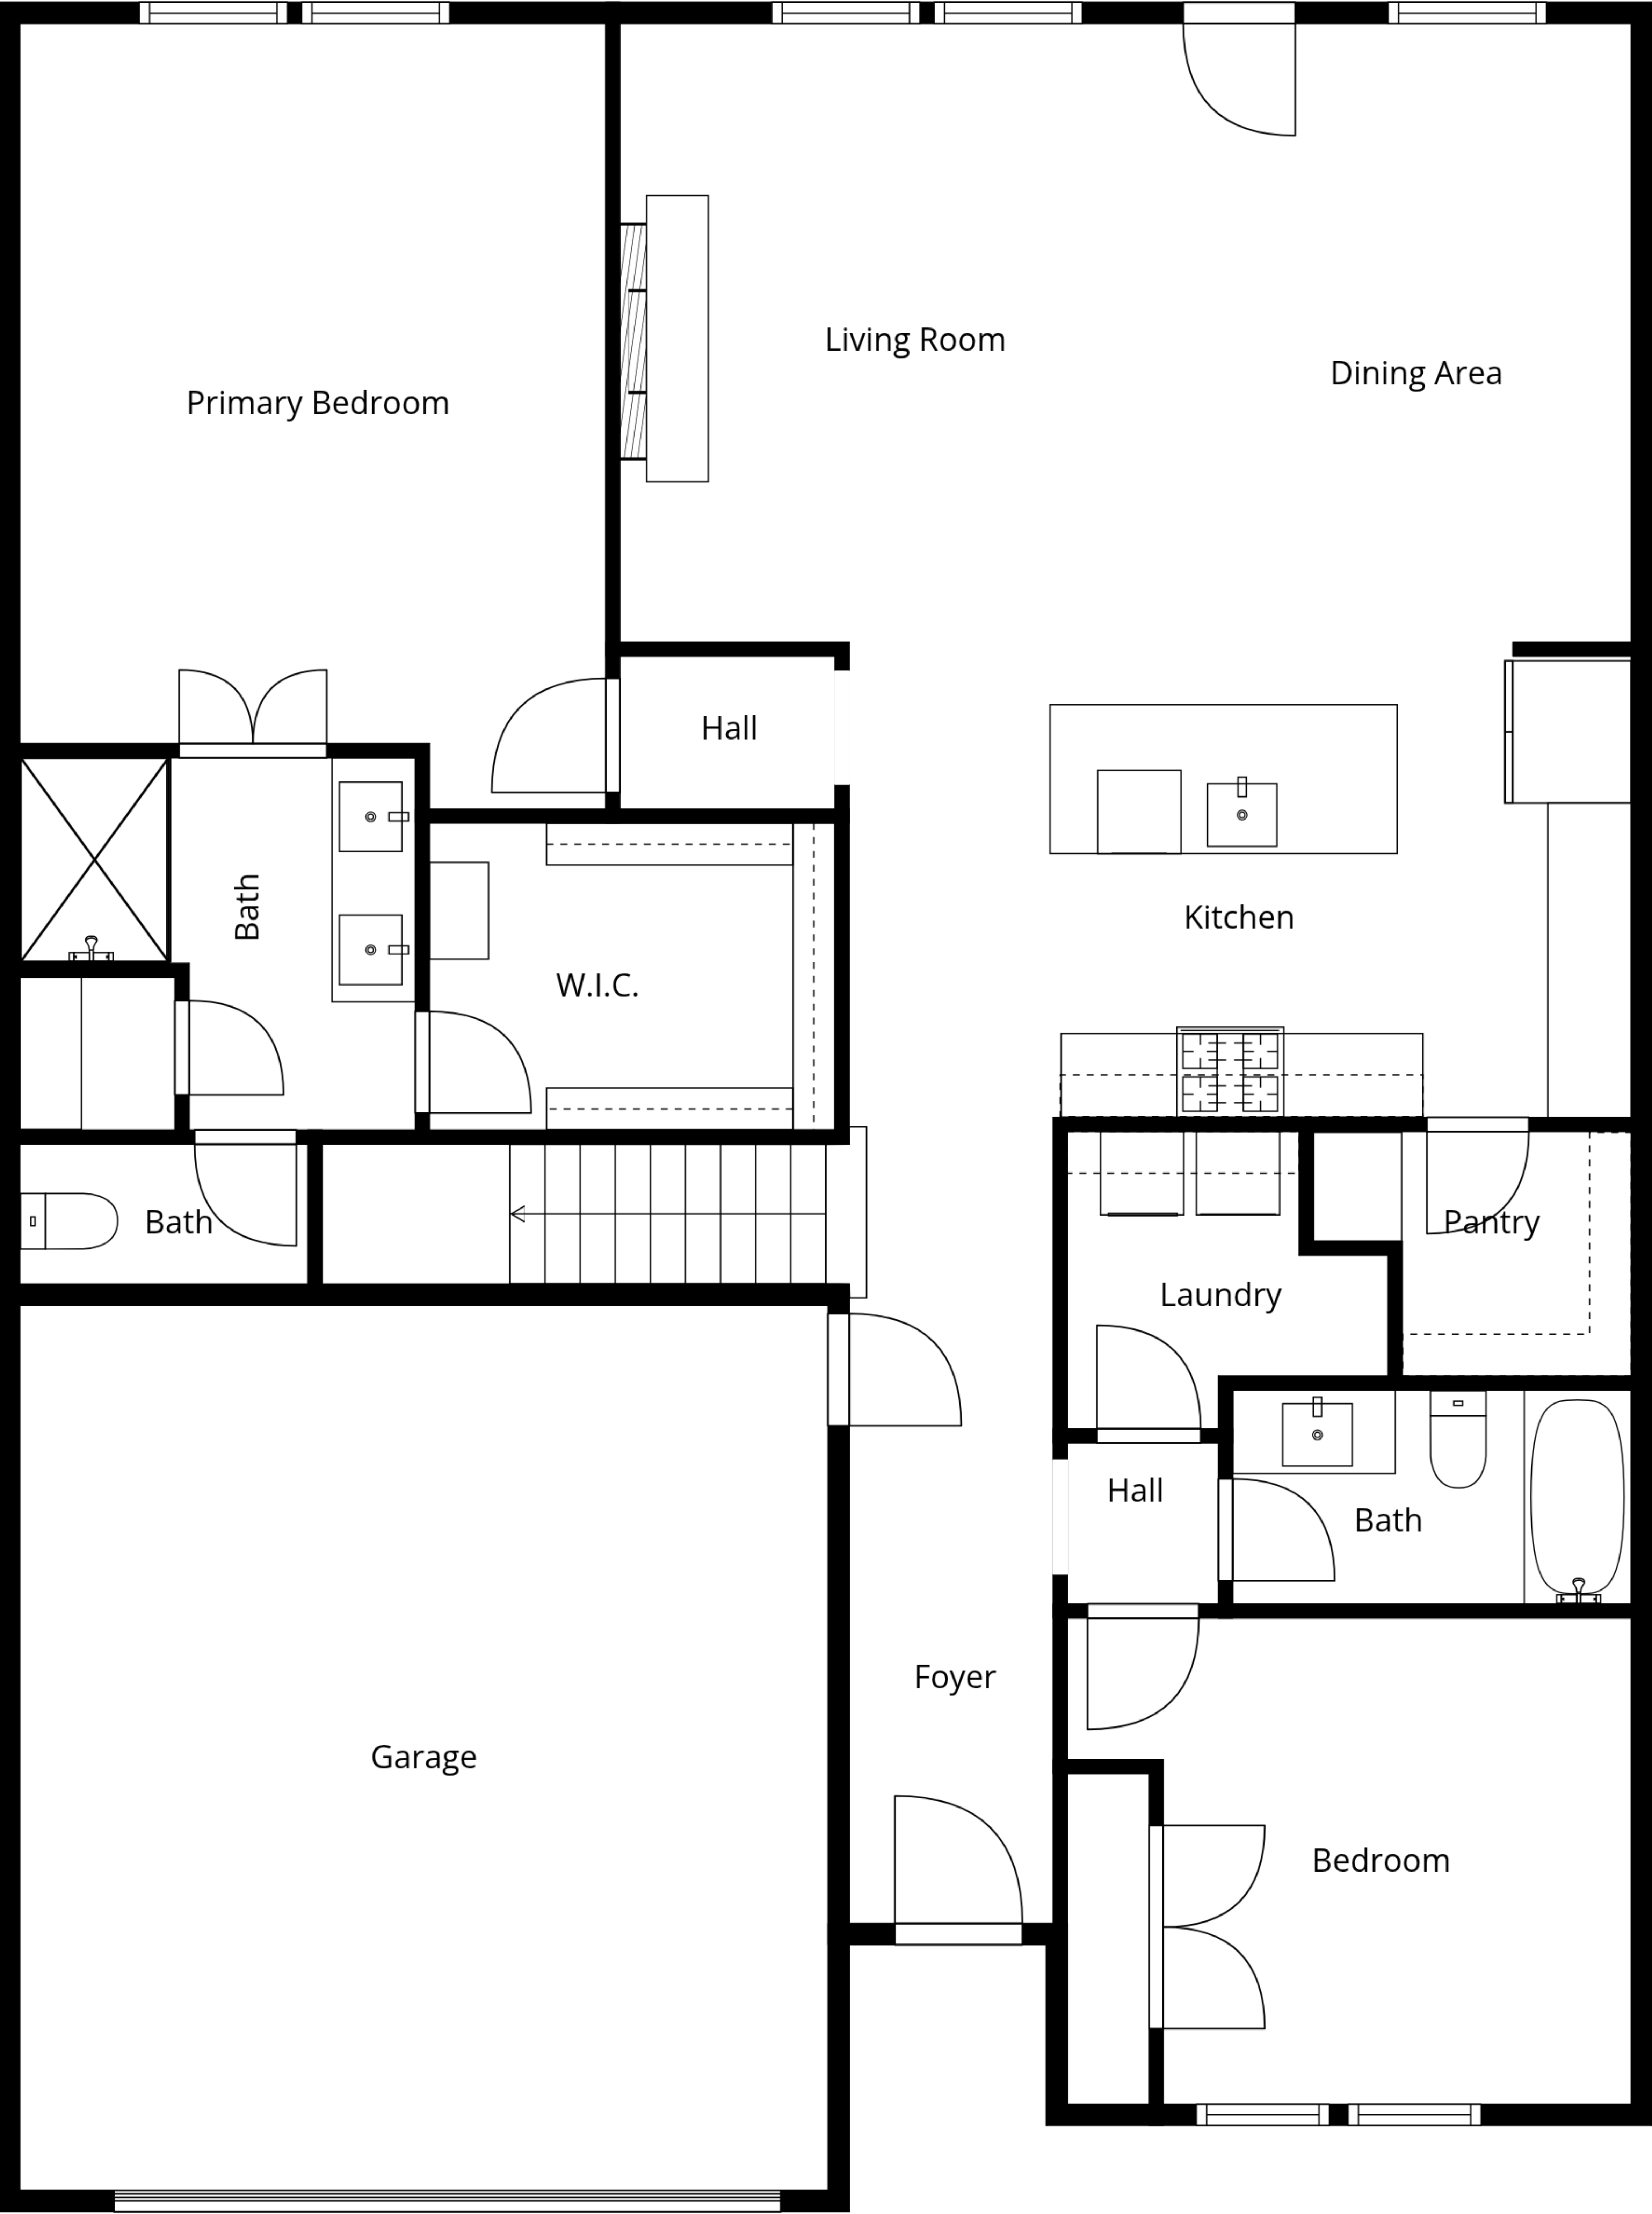 Living Room
Dining Area
Primary Bedroom
Hall
Bath
Kitchen
W.I.C.
Bath
Pantry
Laundry
Hall
Bath
Foyer
Garage
Bedroom